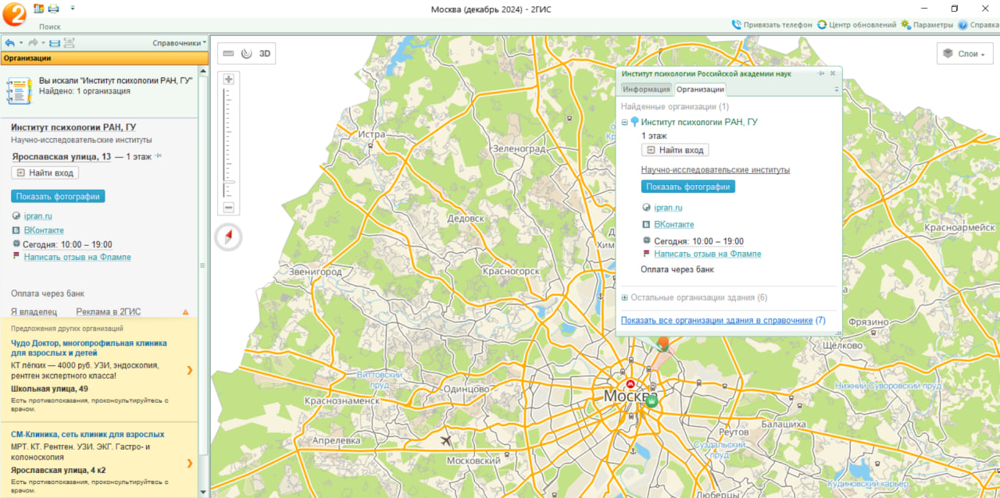 Москва (декабрь 2024) - 2ГИС
Поиск
Привязать телефон
Центр обновлений
Параметры
Справка
Справочники
Организации
Вы искали "Институт психологии РАН, ГУ"
Найдено: 1 организация
Институт психологии РАН, ГУ
Научно-исследовательские институты
Ярославская улица, 13 — 1 этаж
Найти вход
Показать фотографии
ipran.ru
ВКонтакте
Сегодня: 10:00 – 19:00
Написать отзыв на Флампе
Оплата через банк
Я владелец
Реклама в 2ГИС
Предложения других организаций
Чудо Доктор, многопрофильная клиника
для взрослых и детей
КТ лёгких — 4000 руб. УЗИ, эндоскопия,
рентген экспертного класса!
Школьная улица, 49
Есть противопоказания, проконсультируйтесь с
врачом.
СМ-Клиника, сеть клиник для взрослых
МРТ. КТ. Рентген. УЗИ. ЭКГ. Гастро- и
колоноскопия
Ярославская улица, 4 к2
Есть противопоказания, проконсультируйтесь с
врачом.
3D
Слои
Институт психологии Российской академии наук
Информация
Организации
Найденные организации (1)
Институт психологии РАН, ГУ
1 этаж
Найти вход
Научно-исследовательские институты
Показать фотографии
ipran.ru
ВКонтакте
Сегодня: 10:00 – 19:00
Написать отзыв на Флампе
Оплата через банк
Остальные организации здания (6)
Показать все организации здания в справочнике (7)
Истра
Зеленоград
Дедовск
Хим
Красноармейск
Звенигород
Красногорск
Фрязино
Щёлково
Виттовский
пруд
Одинцово
Нижний Суворовский пруд
Краснознаменск
Москва
Балашиха
Реутов
Апрелевка
Суздальский
пруд
Московский
Кудиновский карьер
Люберцы